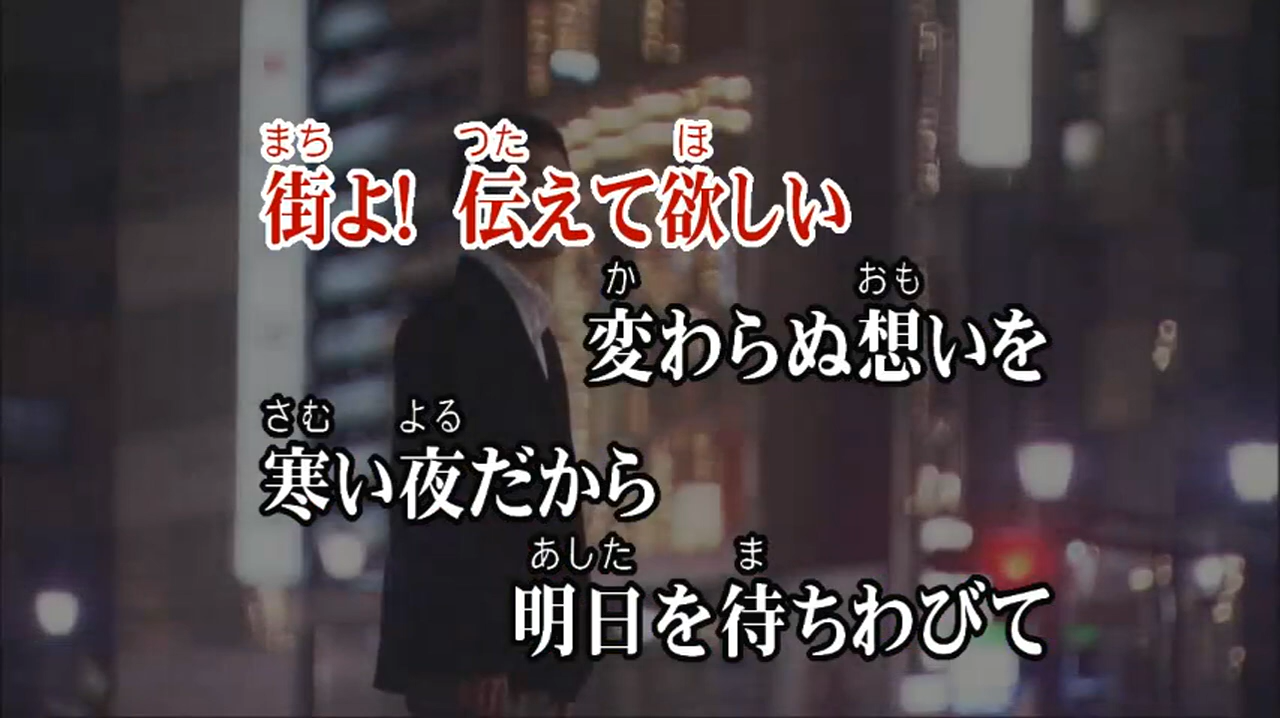 まち つた ほ
街よ! 伝えて欲しい
か おも
変わらぬ想いを
さむ よる
寒い夜だから
あした ま
明日を待ちわびて